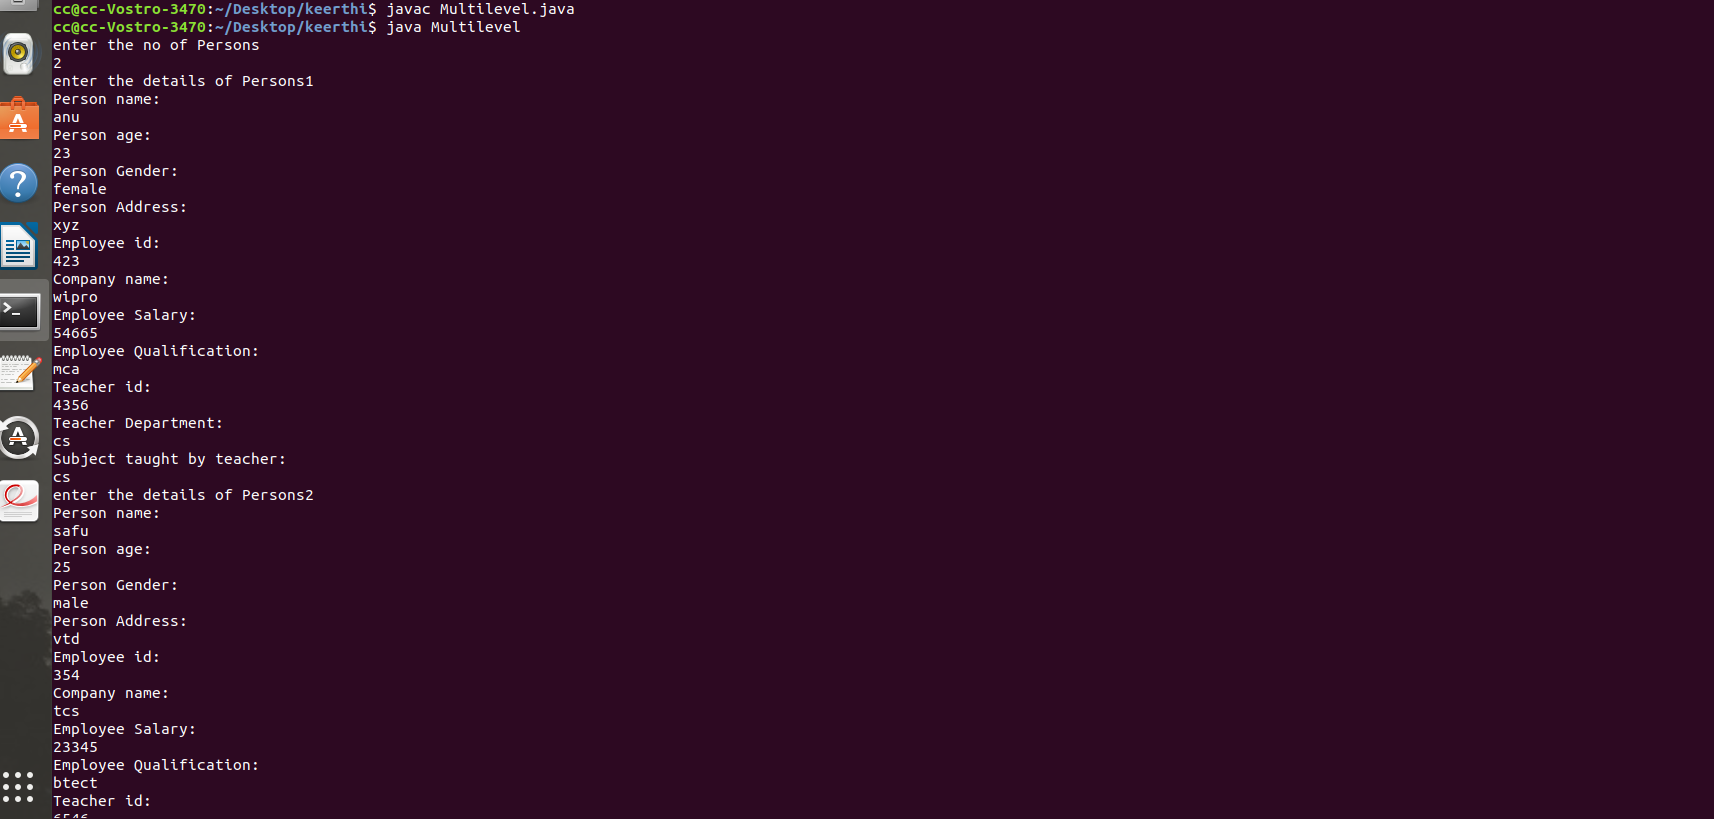 cc@cc-Vostro-3470:~/Desktop/keerthi$ javac Multilevel.java
cc@cc-Vostro-3470:~/Desktop/keerthi$ java Multilevel
enter the no of Persons
2
enter the details of Persons1
Person name:
anu
Person age:
23
Person Gender:
female
Person Address:
xyz
Employee id:
423
Company name:
wipro
Employee Salary:
54665
Employee Qualification:
mca
Teacher id:
4356
Teacher Department:
cs
Subject taught by teacher:
cs
enter the details of Persons2
Person name:
safu
Person age:
25
Person Gender:
male
Person Address:
vtd
Employee id:
354
Company name:
tcs
Employee Salary:
23345
Employee Qualification:
btect
Teacher id: